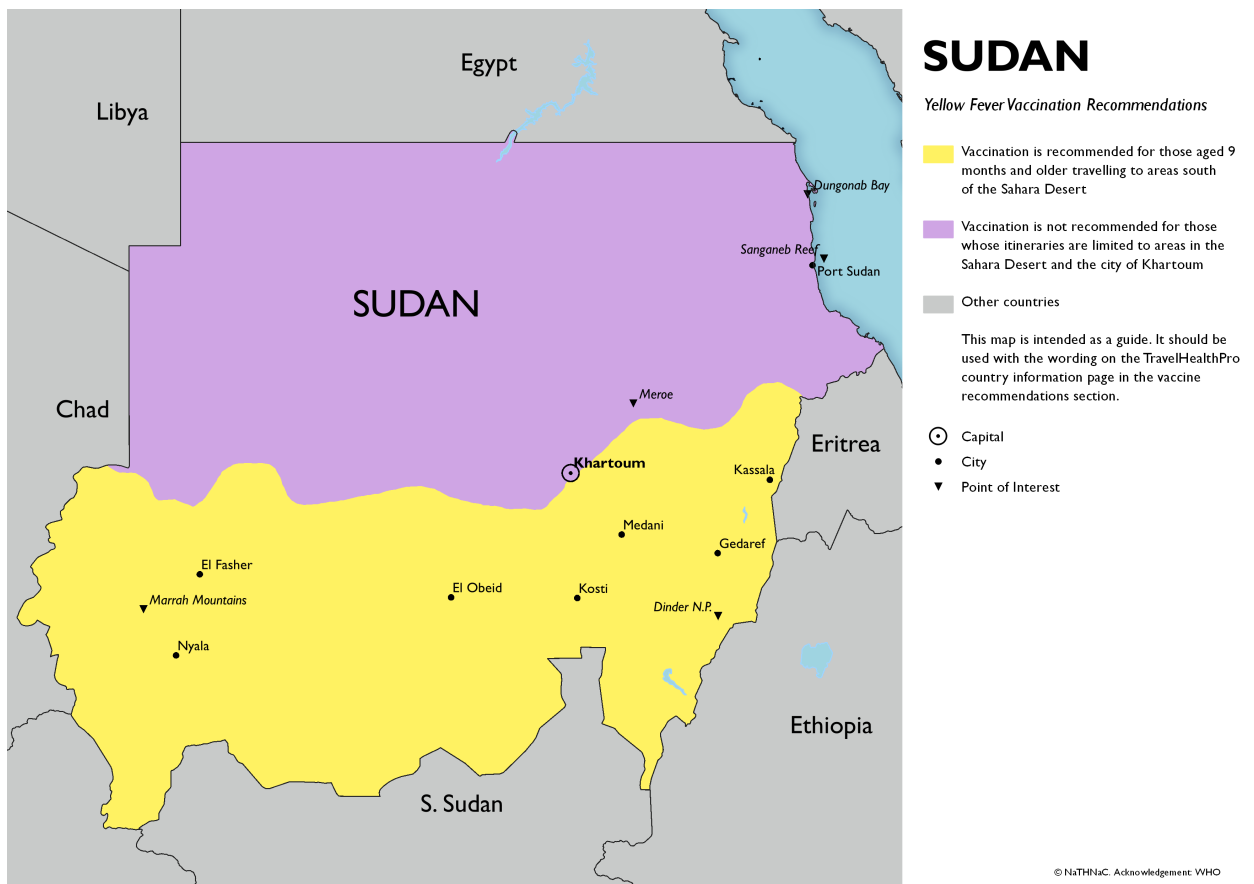 SUDAN
Yellow Fever Vaccination Recommendations
Vaccination is recommended for those aged 9
months and older travelling to areas south
of the Sahara Desert
Vaccination is not recommended for those
whose itineraries are limited to areas in the
Sahara Desert and the city of Khartoum
Other countries
This map is intended as a guide. It should be
used with the wording on the TravelHealthPro
country information page in the vaccine
recommendations section.
Capital
City
Point of Interest
Egypt
Libya
Dungonab Bay
Sanganeb Reef
Port Sudan
SUDAN
Meroe
Chad
Eritrea
Khartoum
Kassala
Medani
Gedaref
El Fasher
El Obeid
Kosti
Marrah Mountains
Dinder N.P.
Nyala
Ethiopia
S. Sudan
© NaTHNaC. Acknowledgement: WHO